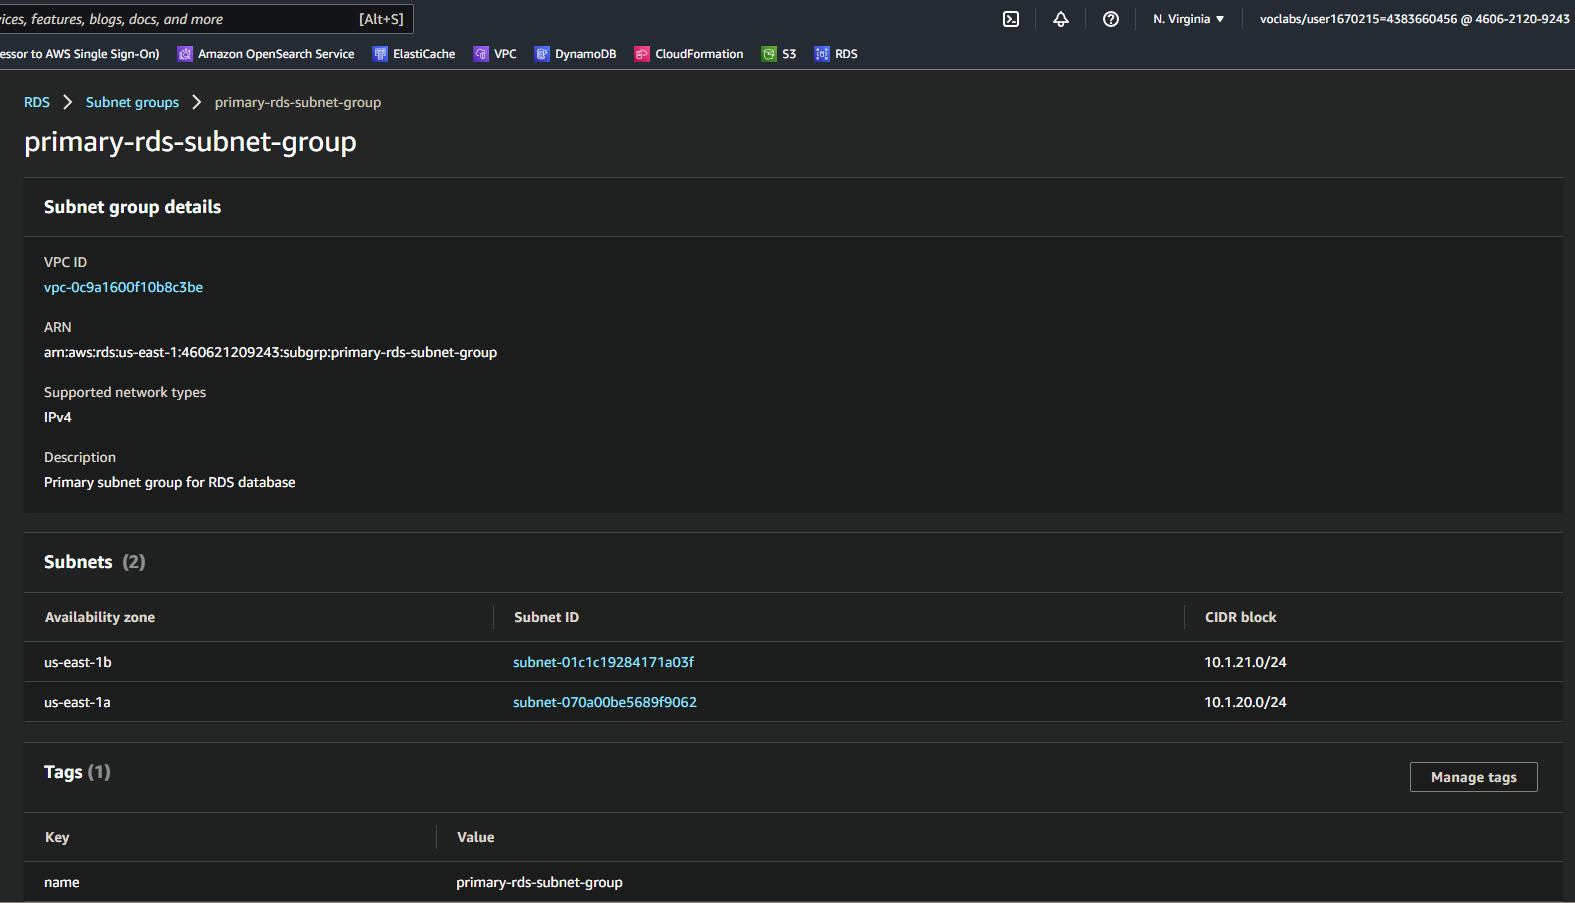 ices, features, blogs, docs, and more [Alt+S] N. Virginia ▼ voclabs/user1670215=4383660456 @ 4606-2120-9243
essor to AWS Single Sign-On) Amazon OpenSearch Service ElastiCache VPC DynamoDB CloudFormation S3 RDS
RDS > Subnet groups > primary-rds-subnet-group
primary-rds-subnet-group
Subnet group details
VPC ID
vpc-0c9a1600f10b8c3be
ARN
arn:aws:rds:us-east-1:460621209243:subgrp:primary-rds-subnet-group
Supported network types
IPv4
Description
Primary subnet group for RDS database
Subnets (2)
Availability zone Subnet ID CIDR block
us-east-1b subnet-01c1c19284171a03f 10.1.21.0/24
us-east-1a subnet-070a00be5689f9062 10.1.20.0/24
Tags (1) Manage tags
Key Value
name primary-rds-subnet-group